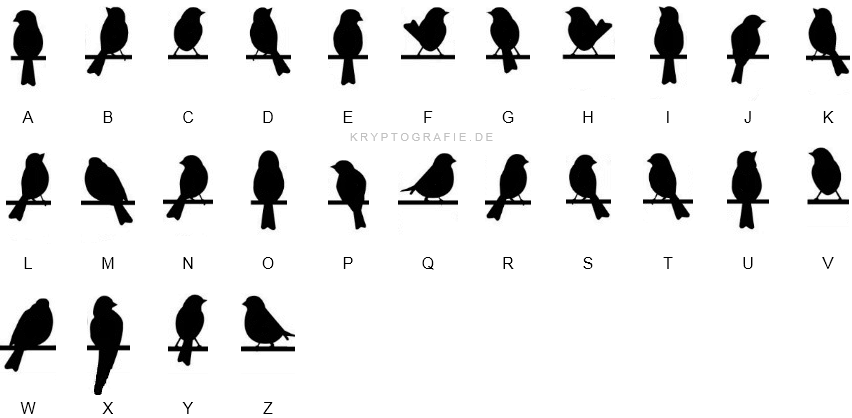 A B C D E F G H I J K
KRYPTOGRAFIE.DE
L M N O P Q R S T U V
W X Y Z